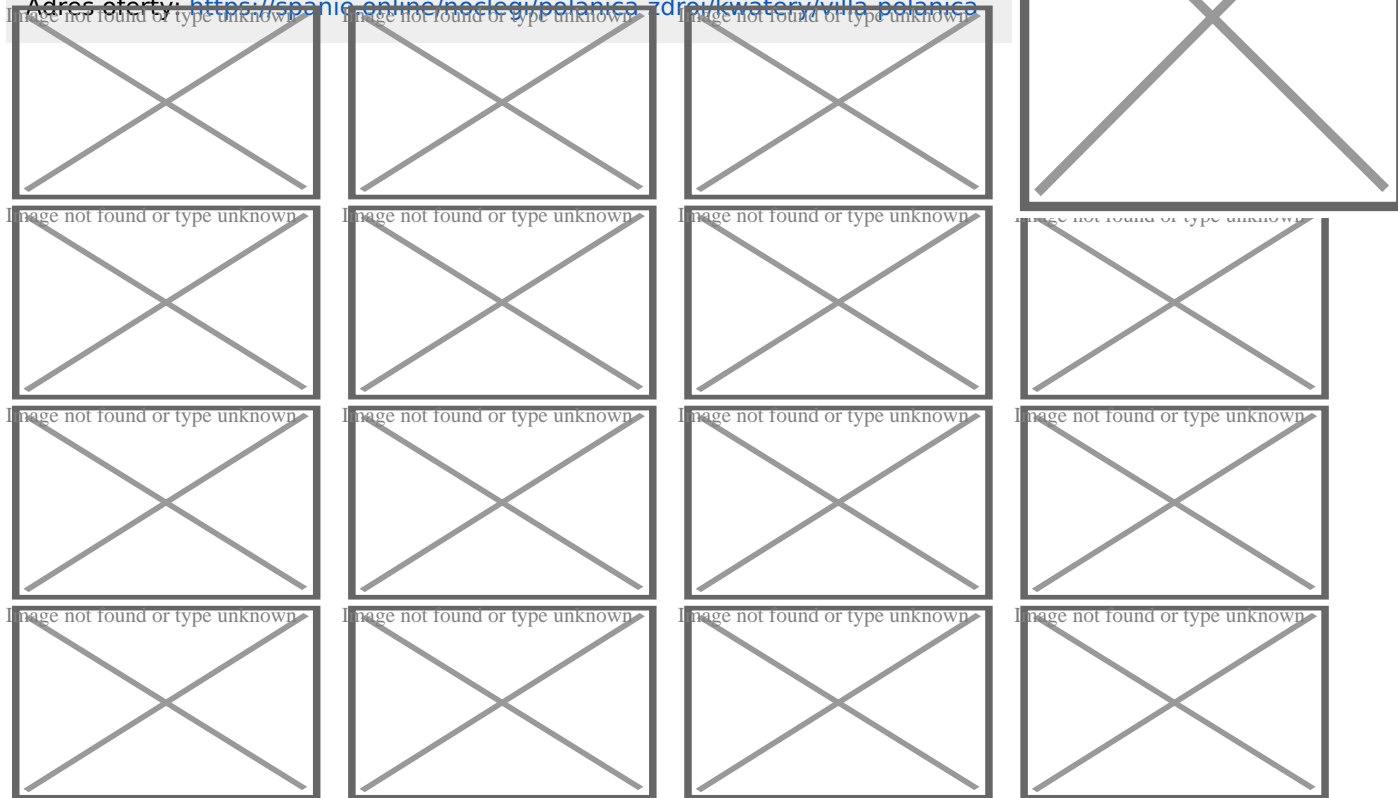 Adres oferty: https://spanie.online/noclegi/polanica-zdroj/kwatery/villa-polanica
Image not found or type unknown Image not found or type unknown Image not found or type unknown
Image not found or type unknown Image not found or type unknown Image not found or type unknown Image not found or type unknown
Image not found or type unknown Image not found or type unknown Image not found or type unknown Image not found or type unknown
Image not found or type unknown Image not found or type unknown Image not found or type unknown Image not found or type unknown